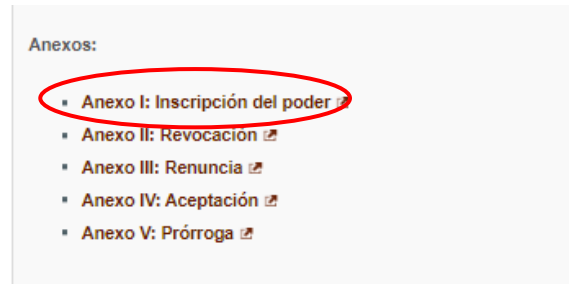 Anexos:
Anexo I: Inscripción del poder
Anexo II: Revocación
Anexo III: Renuncia
Anexo IV: Aceptación
Anexo V: Prórroga